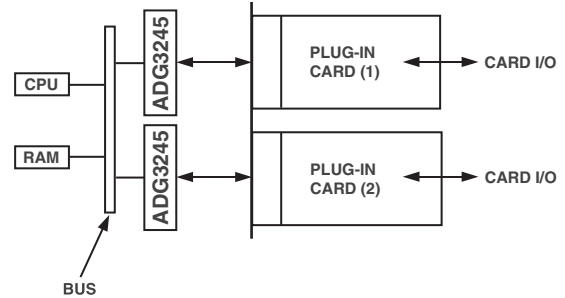 CPU
RAM
BUS
ADG3245
ADG3245
PLUG-IN
CARD (1)
CARD I/O
PLUG-IN
CARD (2)
CARD I/O